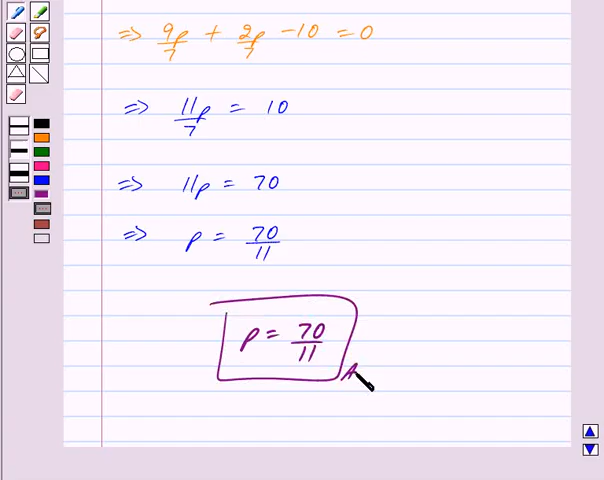 => 9p/7 + 2p/7 - 10 = 0
=> 11p/7 = 10
=> 11p = 70
=> p = 70/11
p = 70/11
A